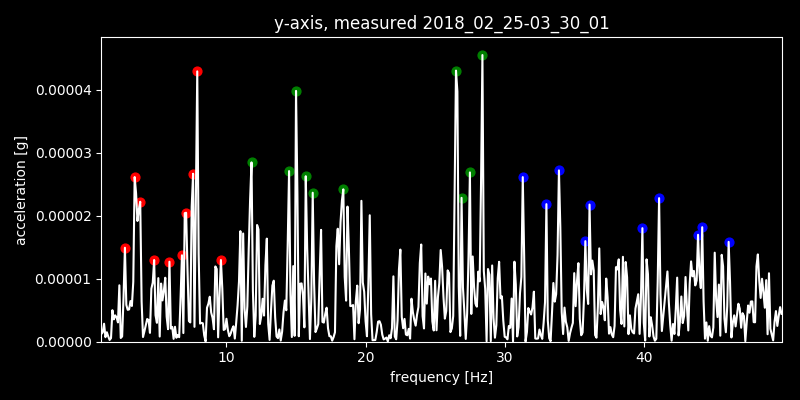 y-axis, measured 2018_02_25-03_30_01
acceleration [g]
0.00004
0.00003
0.00002
0.00001
0.00000
10 20 30 40
frequency [Hz]